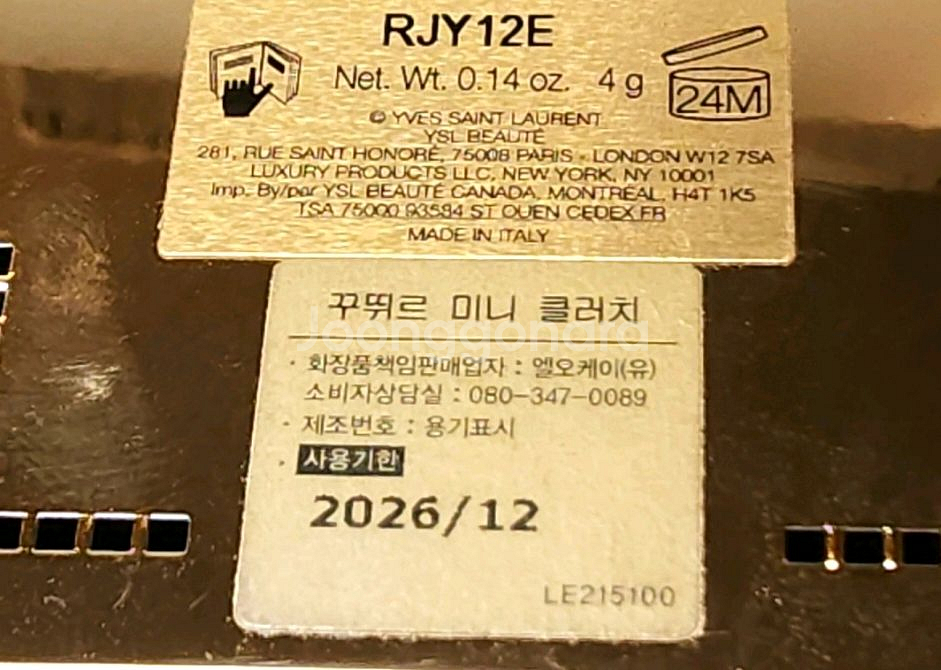 RJY12E
Net. Wt. 0.14 oz. 4 g
24M
© YVES SAINT LAURENT
YSL BEAUTÉ
281, RUE SAINT HONORÉ, 75008 PARIS - LONDON W12 7SA
LUXURY PRODUCTS LLC, NEW YORK, NY 10001
Imp. By/par YSL BEAUTÉ CANADA, MONTRÉAL, H4T 1K5
TSA 75000 93584 ST OUEN CEDEX FR
MADE IN ITALY
꾸뛰르 미니 클러치
Joonggonara
· 화장품책임판매업자 : 엘오케이(유)
소비자상담실 : 080-347-0089
· 제조번호 : 용기표시
· 사용기한
2026/12
LE215100